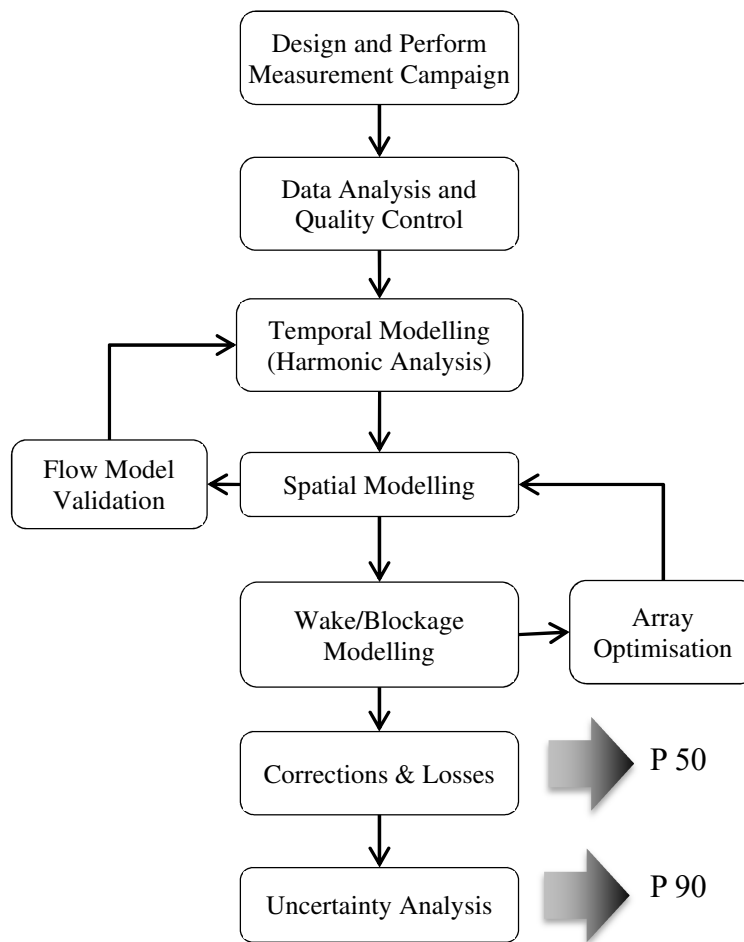 Design and Perform
Measurement Campaign
Data Analysis and
Quality Control
Temporal Modelling
(Harmonic Analysis)
Flow Model
Validation
Spatial Modelling
Wake/Blockage
Modelling
Array
Optimisation
Corrections & Losses
P 50
Uncertainty Analysis
P 90